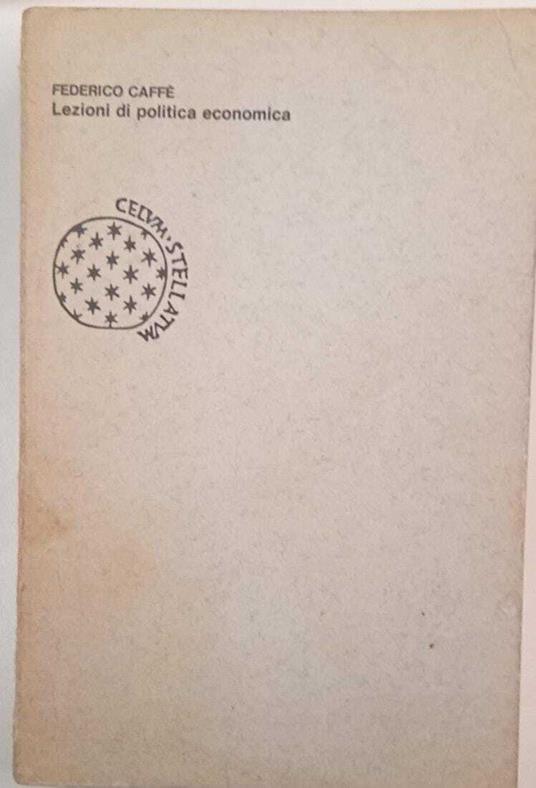 FEDERICO CAFFÈ
Lezioni di politica economica
CELVM·STELLATVM